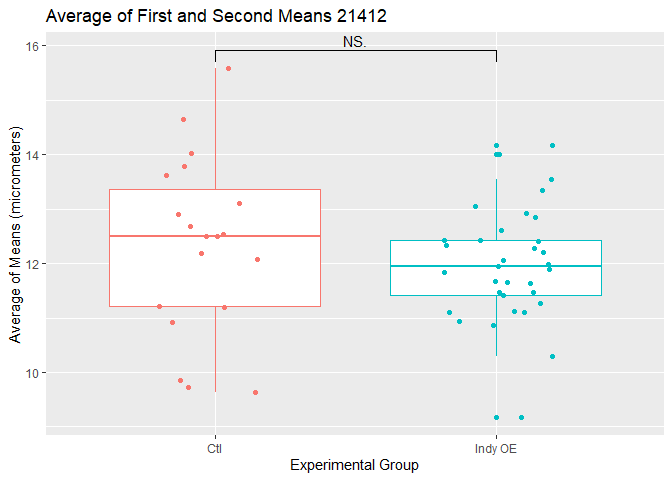 Average of First and Second Means 21412
NS.
16
14
12
10
Average of Means (micrometers)
Ctl
Indy OE
Experimental Group